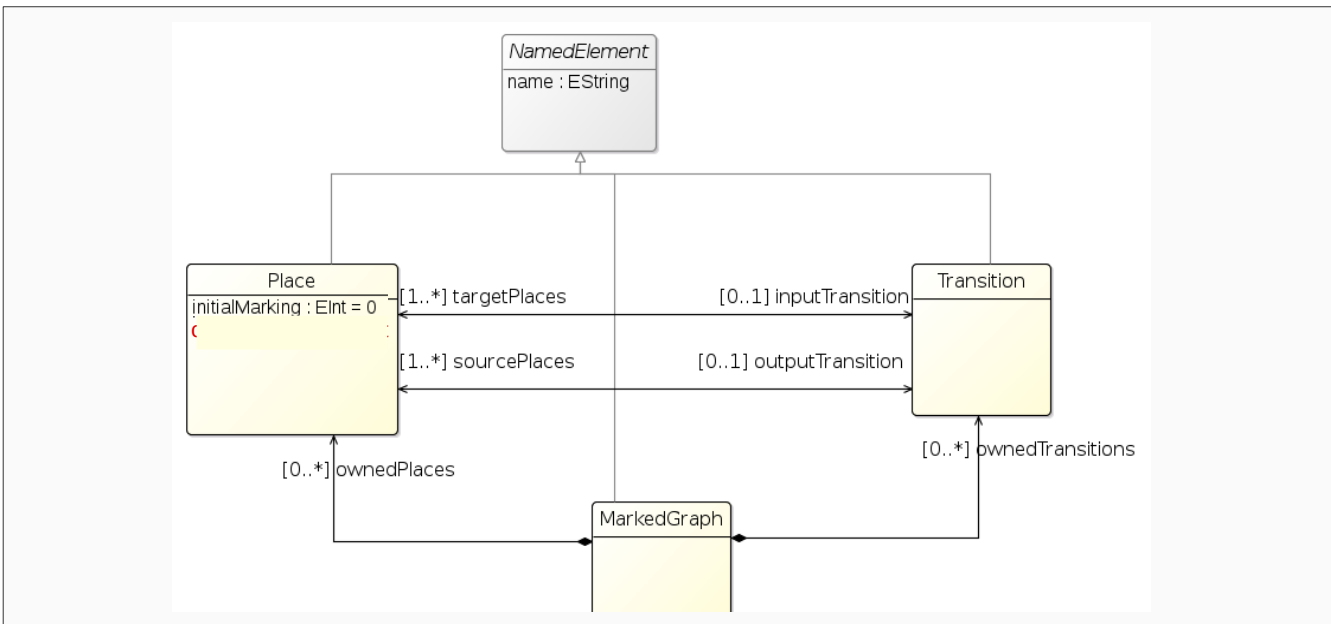 NamedElement
name : EString
Place
initialMarking : EInt = 0
[1..*] targetPlaces
[0..1] inputTransition
Transition
[1..*] sourcePlaces
[0..1] outputTransition
[0..*] ownedPlaces
[0..*] ownedTransitions
MarkedGraph